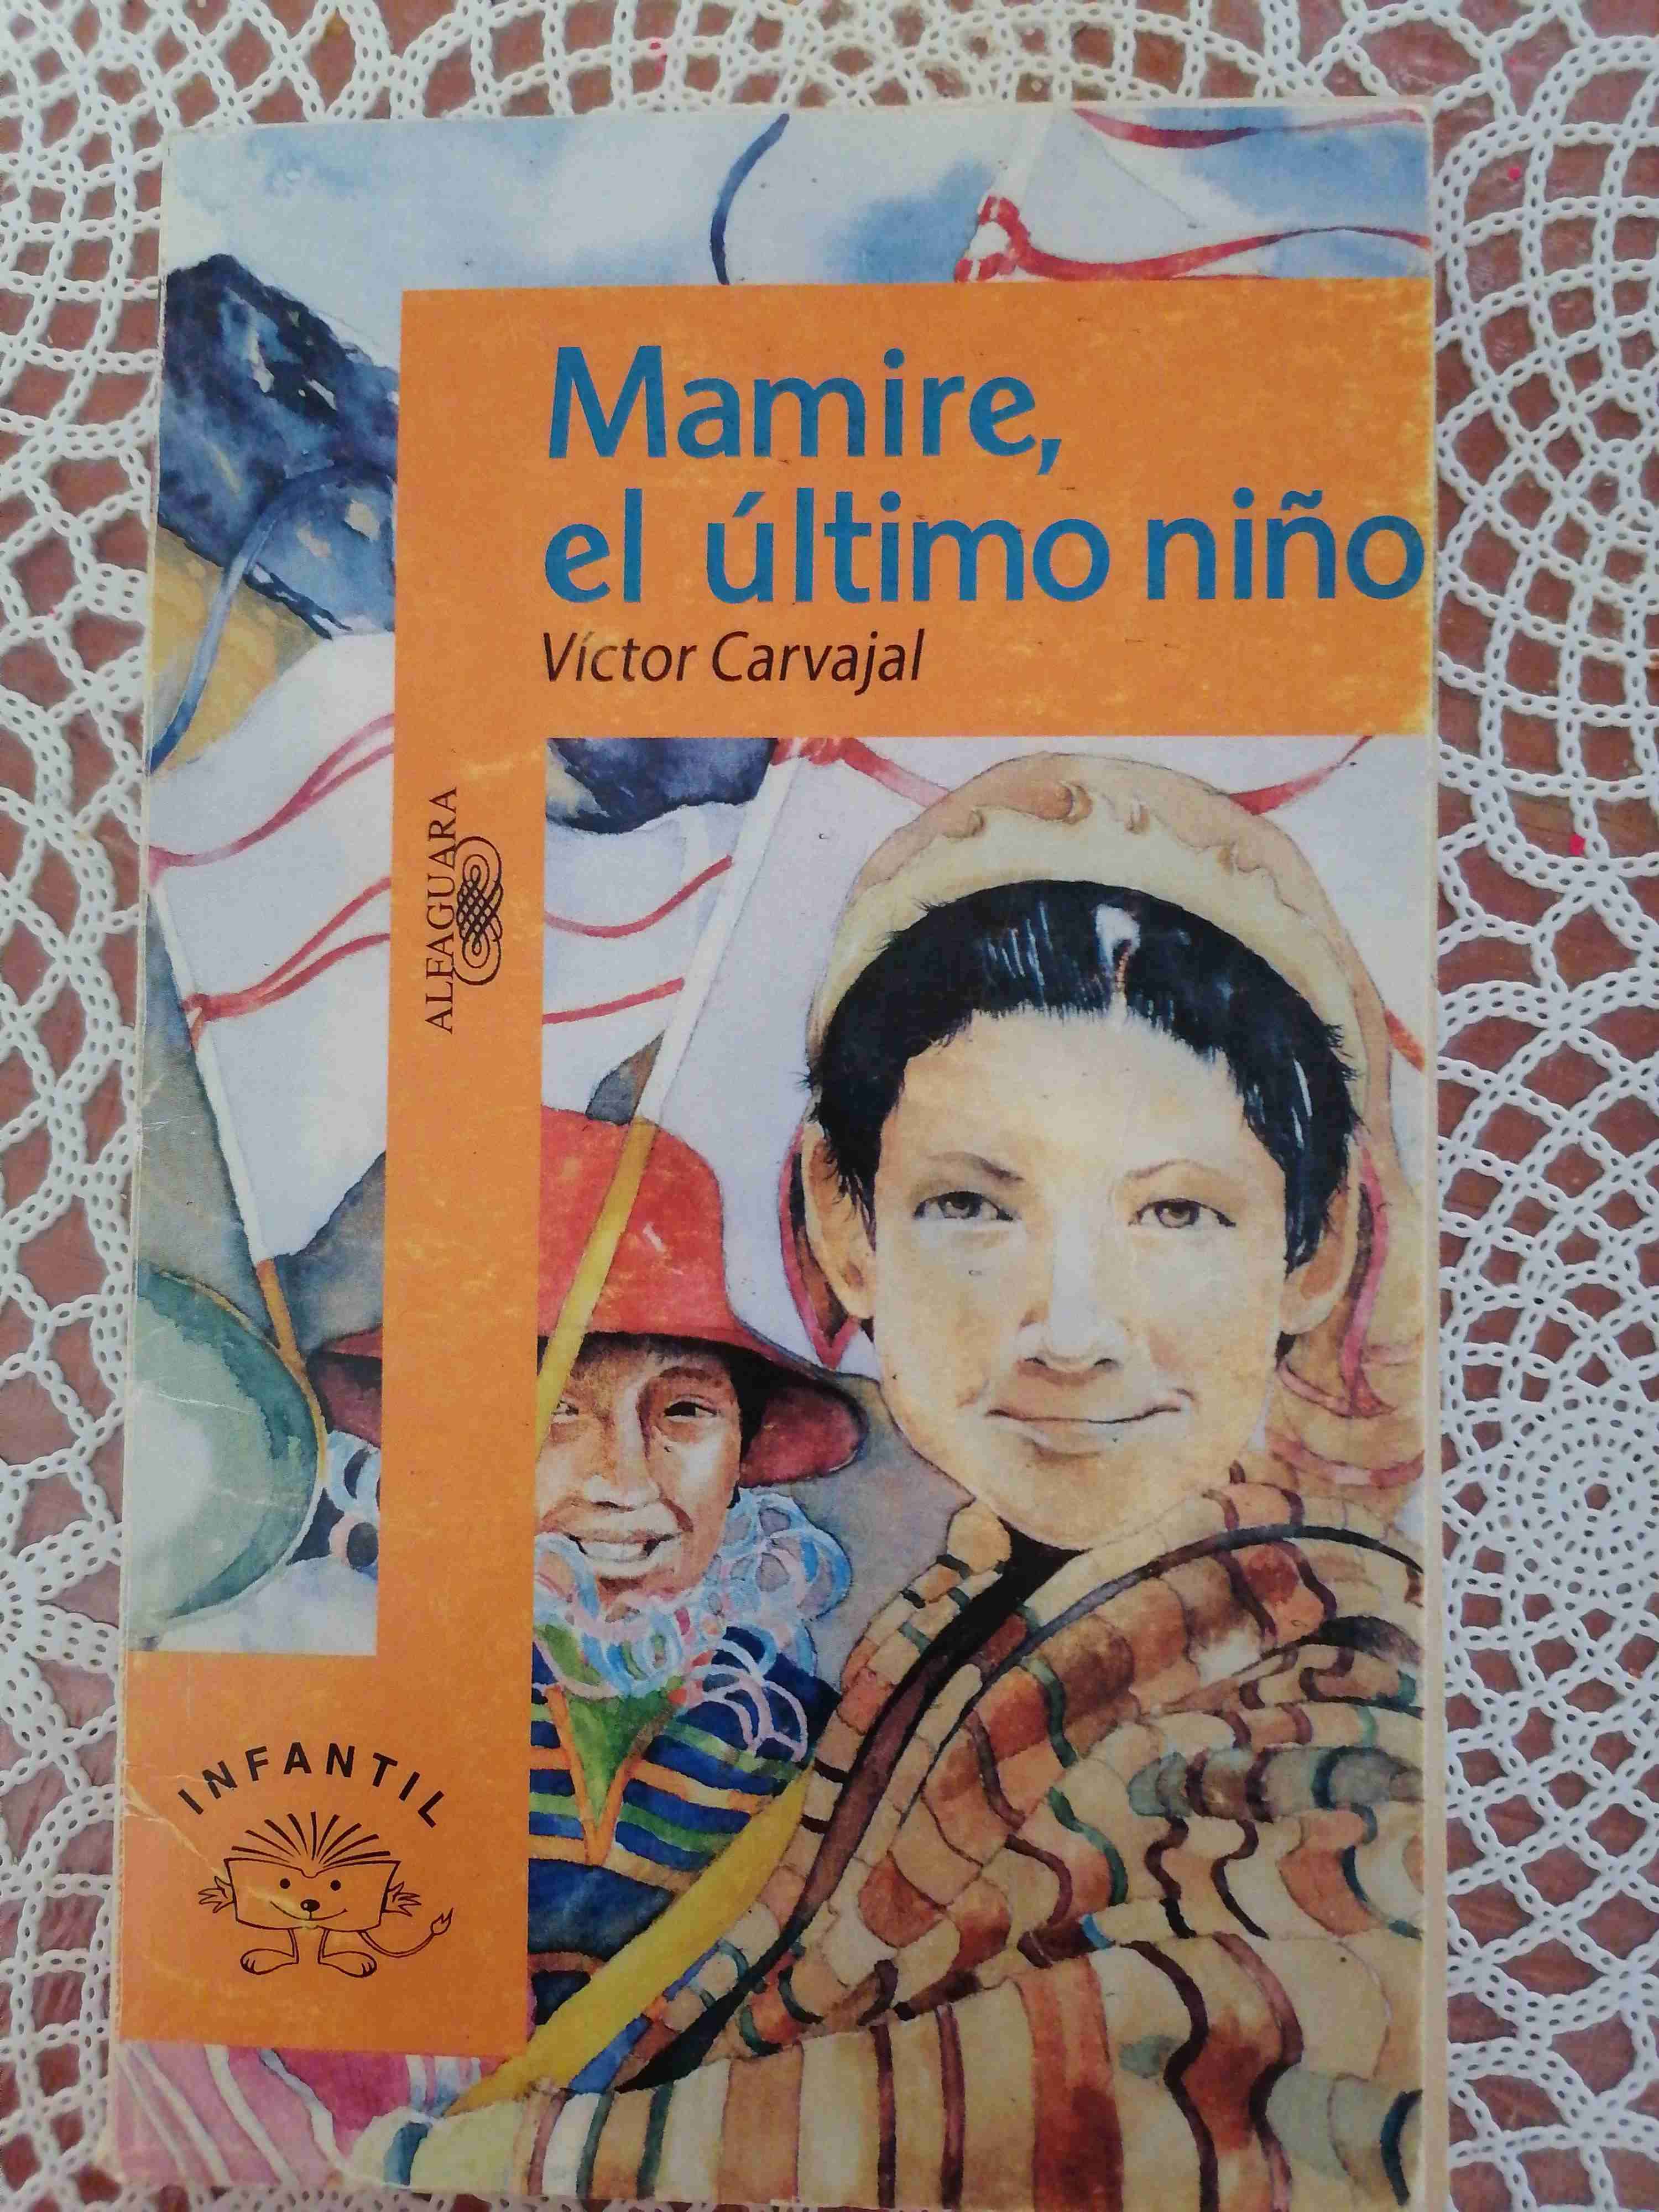 Mamire,
el último niño
Víctor Carvajal
ALFAGUARA
INFANTIL